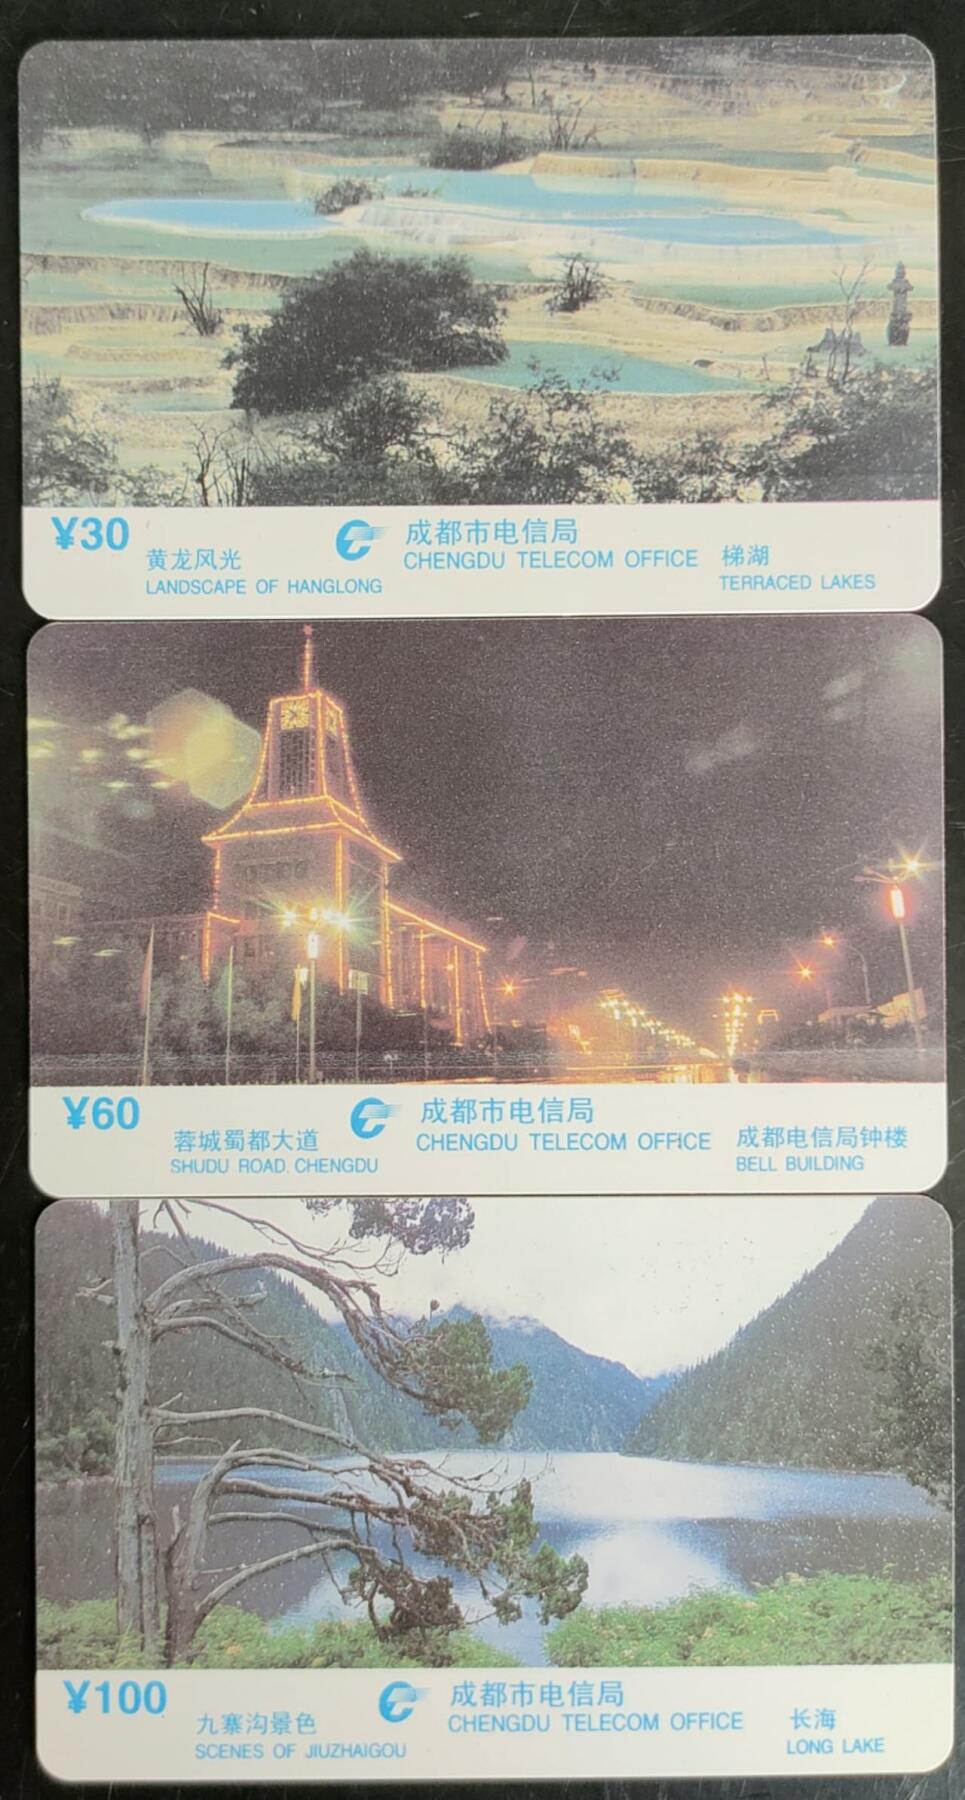 ¥30
黄龙风光
LANDSCAPE OF HANGLONG
成都市电信局
CHENGDU TELECOM OFFICE
梯湖
TERRACED LAKES
¥60
蓉城蜀都大道
SHUDU ROAD. CHENGDU
成都市电信局
CHENGDU TELECOM OFFICE
成都电信局钟楼
BELL BUILDING
¥100
九寨沟景色
SCENES OF JIUZHAIGOU
成都市电信局
CHENGDU TELECOM OFFICE
长海
LONG LAKE